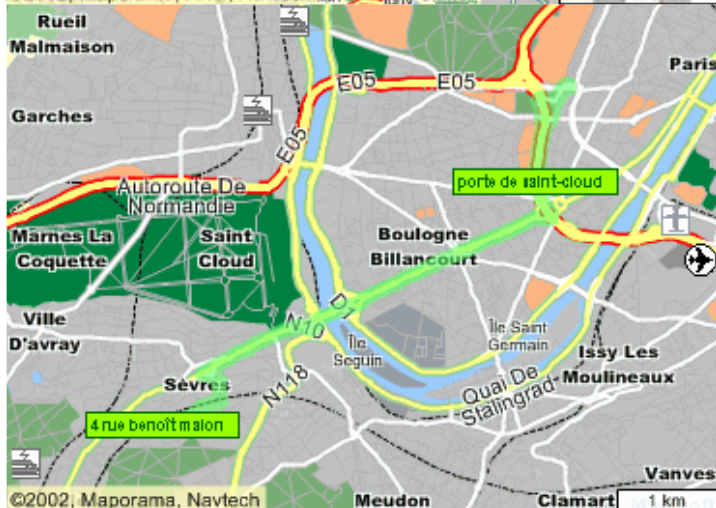 Rueil
Malmaison
E05
E05
Paris
Garches
E05
Autoroute De
Normandie
porte de saint-cloud
Marnes La
Coquette
Saint
Cloud
Boulogne
Billancourt
D1
N10
Ville
D'avray
Île
Seguin
Île Saint
Germain
Issy Les
Moulineaux
Sèvres
N118
Quai De
Stalingrad
4 rue benoît malon
Vanves
©2002, Maporama, Navtech
Meudon
Clamart
1 km